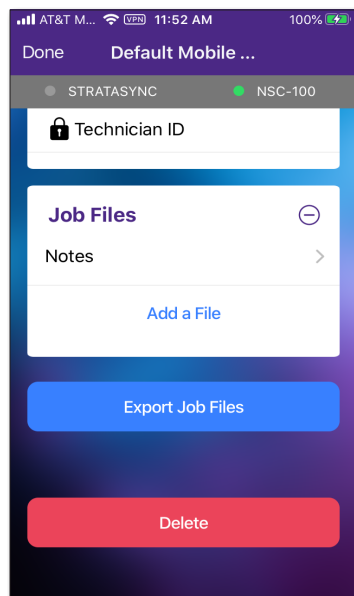 AT&T M... VPN 11:52 AM 100%
Done Default Mobile ...
STRATASYNC NSC-100
Technician ID
Job Files
Notes
Add a File
Export Job Files
Delete